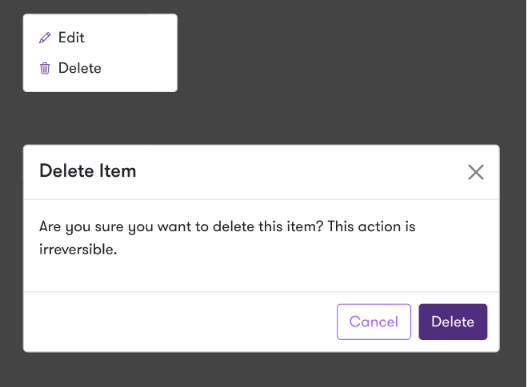 Edit
Delete
Delete Item
Are you sure you want to delete this item? This action is
irreversible.
Cancel
Delete